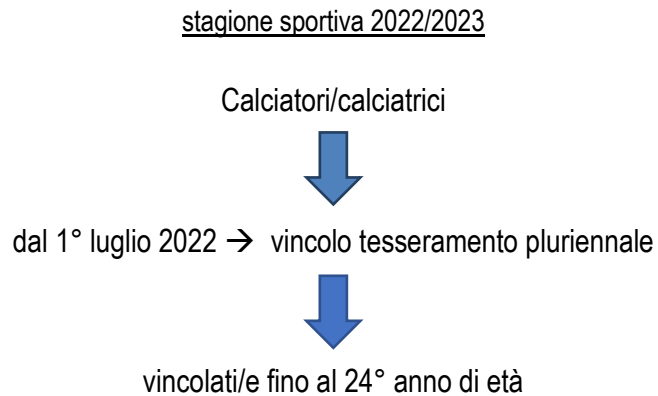 stagione sportiva 2022/2023
Calciatori/calciatrici
dal 1° luglio 2022 → vincolo tesseramento pluriennale
vincolati/e fino al 24° anno di età